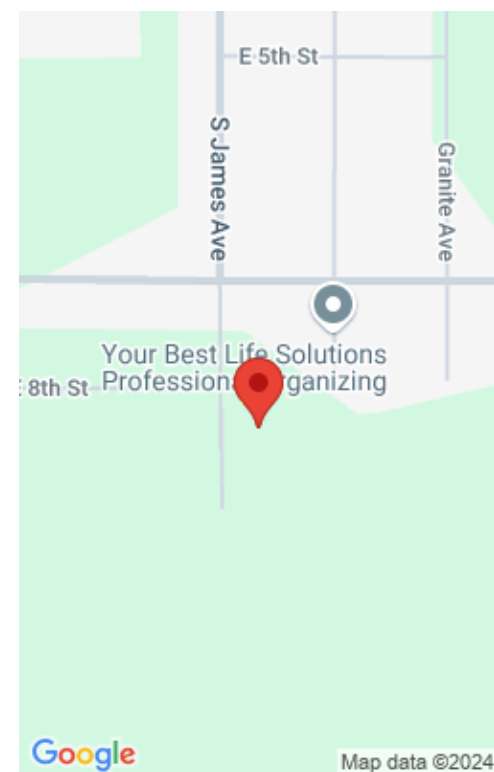 E 5th St
S James Ave
Granite Ave
Your Best Life Solutions
8th St
Google
Map data ©2024